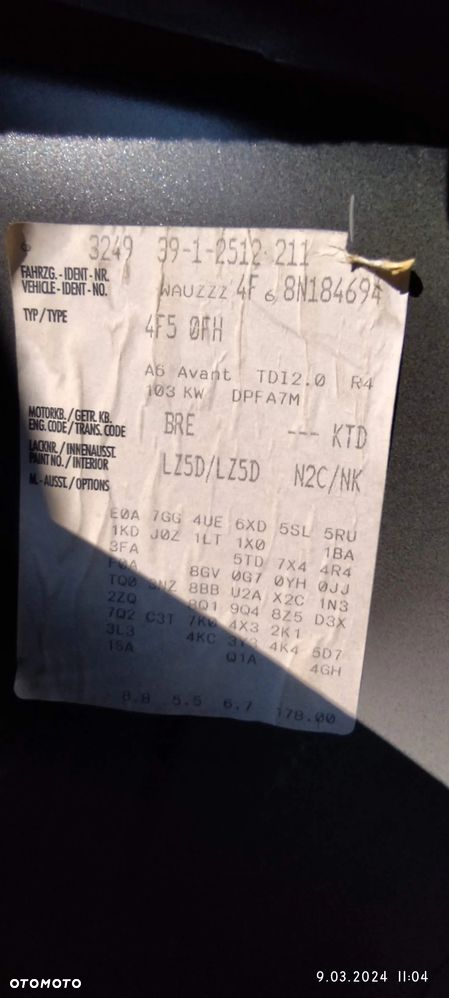 3249 39-1-2512 211
FAHRZG. - IDENT - NR.
VEHICLE - IDENT - NO. WAUZZZ 4F 6 8N184694
TYP / TYPE 4F5 0FH
A6 Avant TDI2.0 R4
103 KW DPFA7M
MOTORKB. / GETR. KB.
ENG. CODE / TRANS. CODE BRE --- KTD
LACKNR. / INNENAUSST.
PAINT NO. / INTERIOR LZ5D/LZ5D N2C/NK
M.- AUSST. / OPTIONS
E0A 7GG 4UE 6XD 5SL 5RU
1KD J0Z 1LT 1X0 1BA
3FA 5TD 7X4 4R4
F0A 8GV 0G7 0YH 0JJ
TQ0 3NZ 8BB U2A X2C 1N3
2ZQ 8Q1 9Q4 8Z5 D3X
7Q2 C3T 7K0 4X3 2K1
3L3 4KC 3Y3 4K4 5D7
15A Q1A 4GH
8.8 5.5 6.7 178.00
OTOMOTO
9.03.2024 11:04